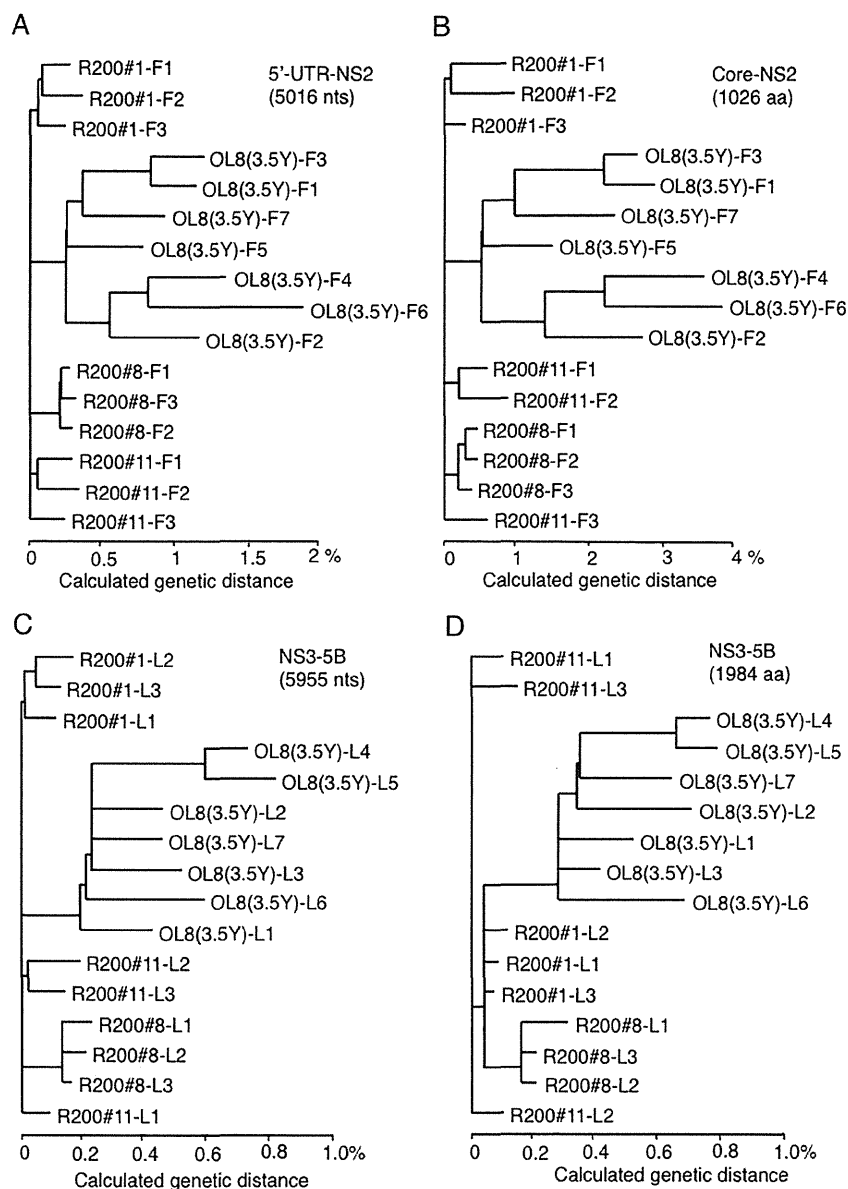 A
5'-UTR-NS2
(5016 nts)
R200#1-F1
R200#1-F2
R200#1-F3
OL8(3.5Y)-F3
OL8(3.5Y)-F1
OL8(3.5Y)-F7
OL8(3.5Y)-F5
OL8(3.5Y)-F4
OL8(3.5Y)-F6
OL8(3.5Y)-F2
R200#8-F1
R200#8-F3
R200#8-F2
R200#11-F1
R200#11-F2
R200#11-F3
0 0.5 1 1.5 2 %
Calculated genetic distance
B
Core-NS2
(1026 aa)
R200#1-F1
R200#1-F2
R200#1-F3
OL8(3.5Y)-F3
OL8(3.5Y)-F1
OL8(3.5Y)-F7
OL8(3.5Y)-F5
OL8(3.5Y)-F4
OL8(3.5Y)-F6
OL8(3.5Y)-F2
R200#11-F1
R200#11-F2
R200#8-F1
R200#8-F2
R200#8-F3
R200#11-F3
0 1 2 3 4 %
Calculated genetic distance
C
NS3-5B
(5955 nts)
R200#1-L2
R200#1-L3
R200#1-L1
OL8(3.5Y)-L4
OL8(3.5Y)-L5
OL8(3.5Y)-L2
OL8(3.5Y)-L7
OL8(3.5Y)-L3
OL8(3.5Y)-L6
OL8(3.5Y)-L1
R200#11-L2
R200#11-L3
R200#8-L1
R200#8-L2
R200#8-L3
R200#11-L1
0 0.2 0.4 0.6 0.8 1.0%
Calculated genetic distance
D
NS3-5B
(1984 aa)
R200#11-L1
R200#11-L3
OL8(3.5Y)-L4
OL8(3.5Y)-L5
OL8(3.5Y)-L7
OL8(3.5Y)-L2
OL8(3.5Y)-L1
OL8(3.5Y)-L3
OL8(3.5Y)-L6
R200#1-L2
R200#1-L1
R200#1-L3
R200#8-L1
R200#8-L3
R200#8-L2
R200#11-L2
0 0.2 0.4 0.6 0.8 1.0%
Calculated genetic distance